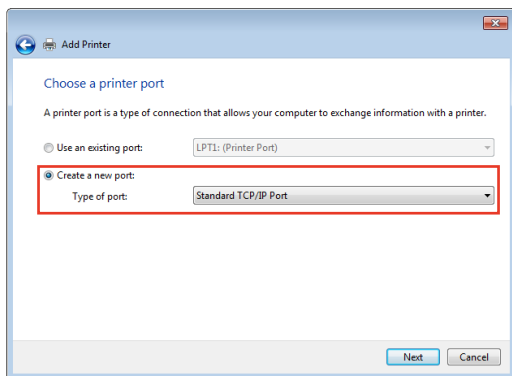 Add Printer
Choose a printer port
A printer port is a type of connection that allows your computer to exchange information with a printer.
Use an existing port: LPT1: (Printer Port)
Create a new port:
Type of port: Standard TCP/IP Port
Next Cancel